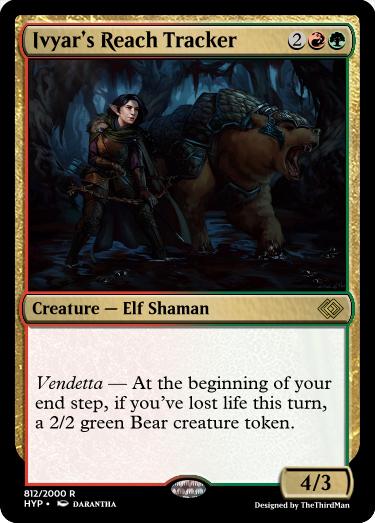 Ivyar's Reach Tracker 2
Creature — Elf Shaman
Vendetta — At the beginning of your
end step, if you've lost life this turn,
a 2/2 green Bear creature token.
4/3
812/2000 R
HYP • DARANTHA
Designed by TheThirdMan